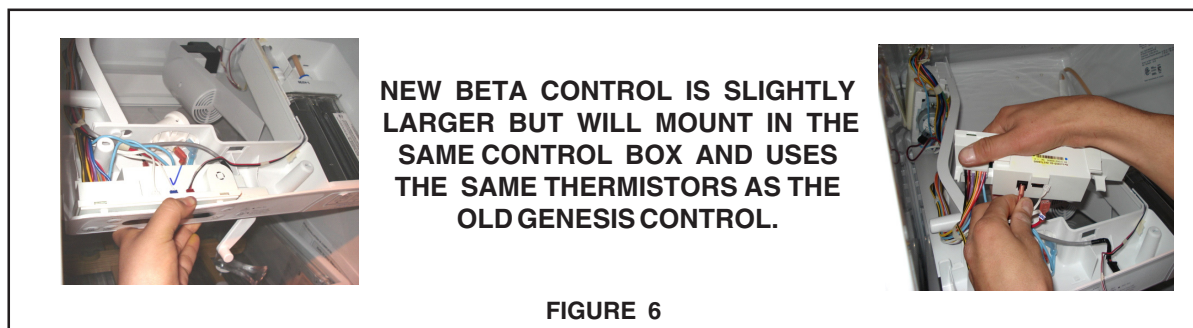 NEW BETA CONTROL IS SLIGHTLY
LARGER BUT WILL MOUNT IN THE
SAME CONTROL BOX AND USES
THE SAME THERMISTORS AS THE
OLD GENESIS CONTROL.
FIGURE 6